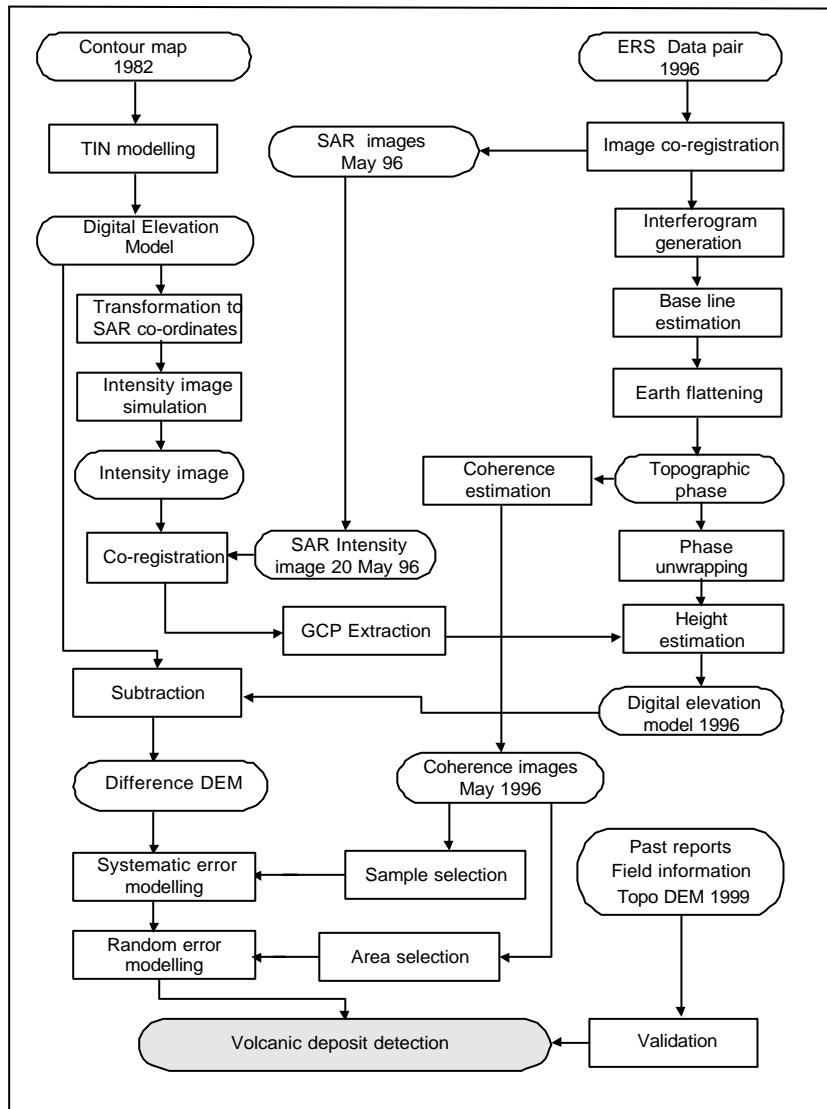 Contour map
1982
ERS Data pair
1996
TIN modelling
SAR images
May 96
Image co-registration
Digital Elevation
Model
Interferogram
generation
Transformation to
SAR co-ordinates
Base line
estimation
Intensity image
simulation
Earth flattening
Intensity image
Coherence
estimation
Topographic
phase
Co-registration
SAR Intensity
image 20 May 96
Phase
unwrapping
GCP Extraction
Height
estimation
Subtraction
Digital elevation
model 1996
Difference DEM
Coherence images
May 1996
Systematic error
modelling
Sample selection
Past reports
Field information
Topo DEM 1999
Random error
modelling
Area selection
Volcanic deposit detection
Validation